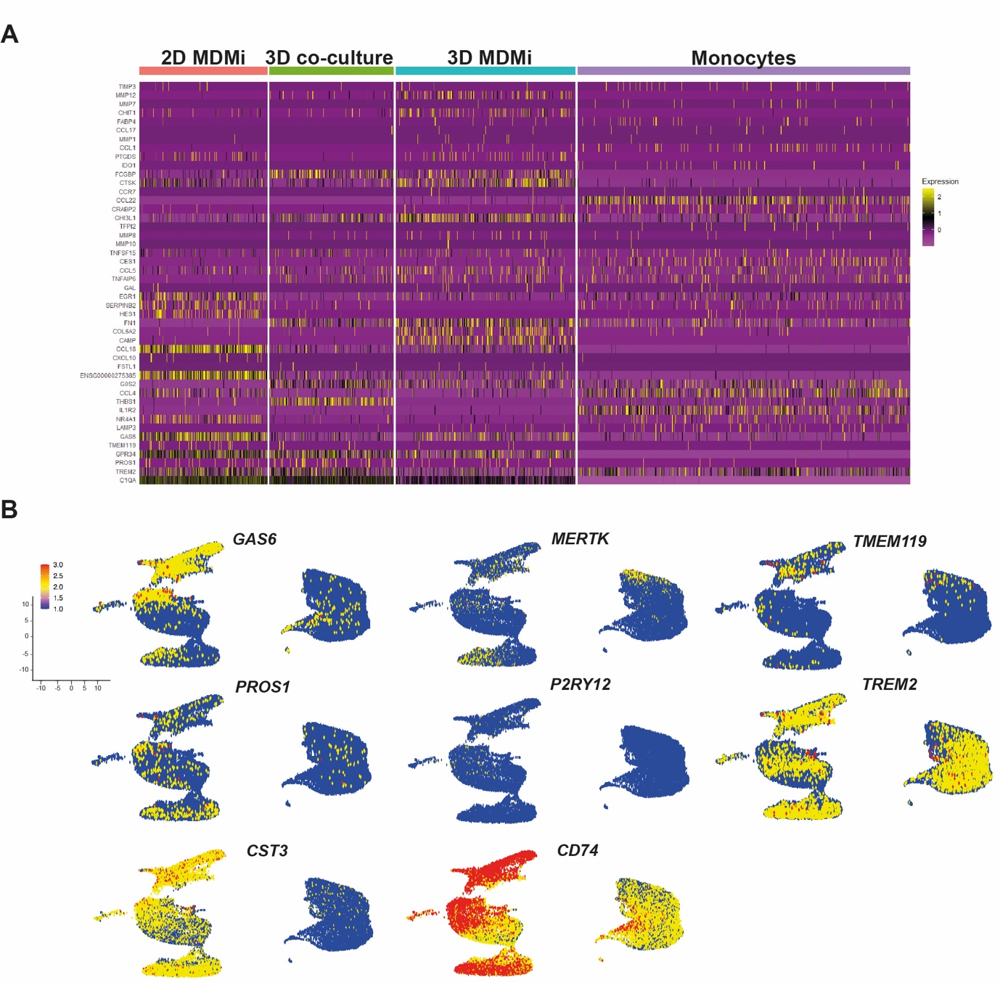 A
2D MDMi 3D co-culture 3D MDMi Monocytes
TIMP3
MMP12
MMP7
CHIT1
FABP4
CCL17
MMP1
CCL1
PTGDS
IDO1
FCGBP
CTSK
CCR7
CCL22
CRABP2
CHI3L1
TFPI2
MMP8
MMP10
TNFSF15
CES1
CCL5
TNFAIP6
GAL
EGR1
SERPINB2
HES1
FN1
COL6A2
CAMP
CCL18
CXCL10
FSTL1
ENSG00000275385
G0S2
CCL4
THBS1
IL1R2
NR4A1
LAMP3
GAS6
TMEM119
GPR34
PROS1
TREM2
C1QA
Expression
2
1
0
B
GAS6 MERTK TMEM119
3.0
2.5
2.0
1.5
1.0
10
5
0
-5
-10
-10 -5 0 5 10
PROS1 P2RY12 TREM2
CST3 CD74